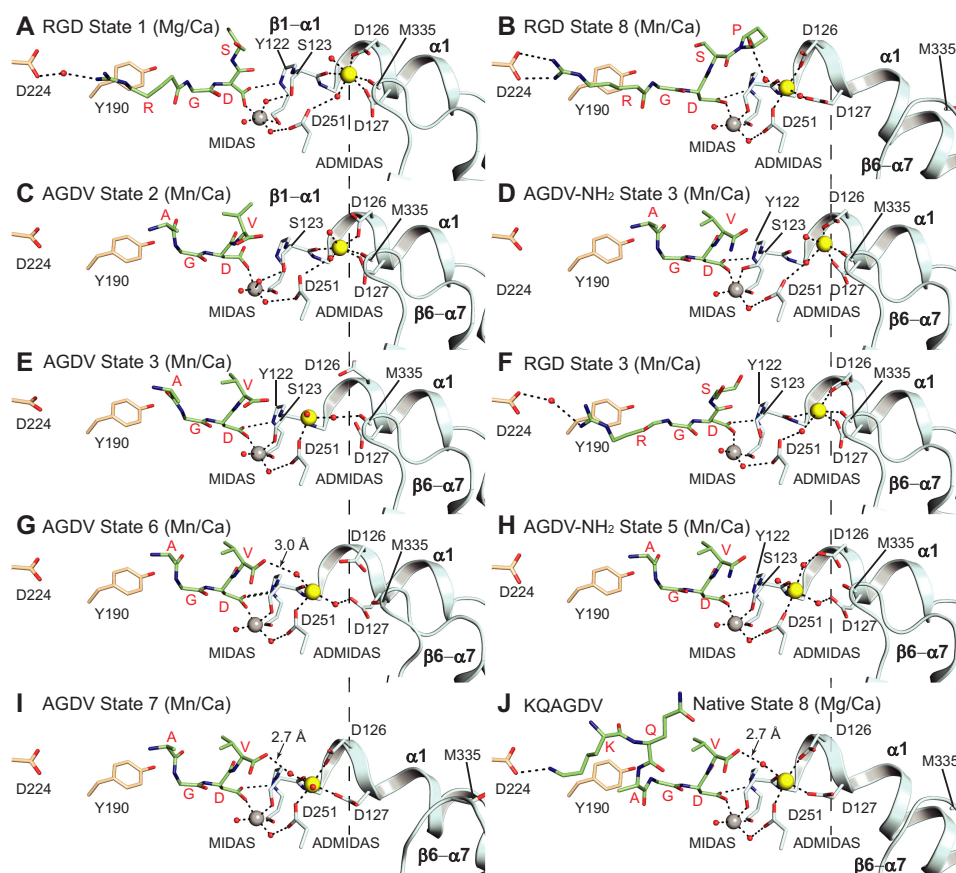 A RGD State 1 (Mg/Ca)
β1–α1
Y122 S123
D126
M335
α1
S
D224
Y190
R G D
MIDAS
D251
D127
ADMIDAS
B RGD State 8 (Mn/Ca)
P
D126
M335
α1
S
D224
Y190
R G D
MIDAS
D251
D127
ADMIDAS
β6–α7
C AGDV State 2 (Mn/Ca)
β1–α1
S123
D126
M335
α1
A
V
D224
Y190
G D
MIDAS
D251
D127
ADMIDAS
β6–α7
D AGDV-NH2 State 3 (Mn/Ca)
Y122
S123
D126
M335
α1
A
V
D224
Y190
G D
MIDAS
D251
D127
ADMIDAS
β6–α7
E AGDV State 3 (Mn/Ca)
Y122
S123
D126
M335
α1
A
V
D224
Y190
G D
MIDAS
D251
D127
ADMIDAS
β6–α7
F RGD State 3 (Mn/Ca)
Y122
S123
D126
M335
α1
S
D224
Y190
R G D
MIDAS
D251
D127
ADMIDAS
β6–α7
G AGDV State 6 (Mn/Ca)
3.0 Å
D126
M335
α1
A
V
D224
Y190
G D
MIDAS
D251
D127
ADMIDAS
β6–α7
H AGDV-NH2 State 5 (Mn/Ca)
Y122
S123
D126
M335
α1
A
V
D224
Y190
G D
MIDAS
D251
D127
ADMIDAS
β6–α7
I AGDV State 7 (Mn/Ca)
2.7 Å
D126
α1
M335
A
V
D224
Y190
G D
MIDAS
D251
D127
ADMIDAS
β6–α7
J KQAGDV Native State 8 (Mg/Ca)
2.7 Å
D126
α1
M335
Q
K
V
D224
Y190
A G D
MIDAS
D251
D127
ADMIDAS
β6–α7